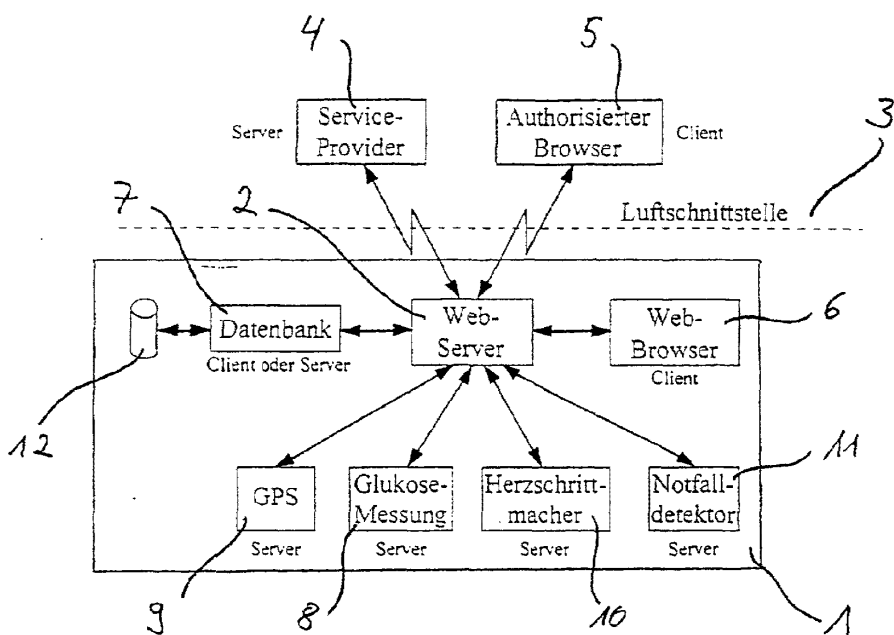 4
5
3
Server
Service-
Provider
Authorisierter
Browser
Client
7
2
Luftschnittstelle
Datenbank
Client oder Server
Web-
Server
Web-
Browser
Client
6
12
11
GPS
Server
Glukose-
Messung
Server
Herzschritt-
macher
Server
Notfall-
detektor
Server
9
8
10
1